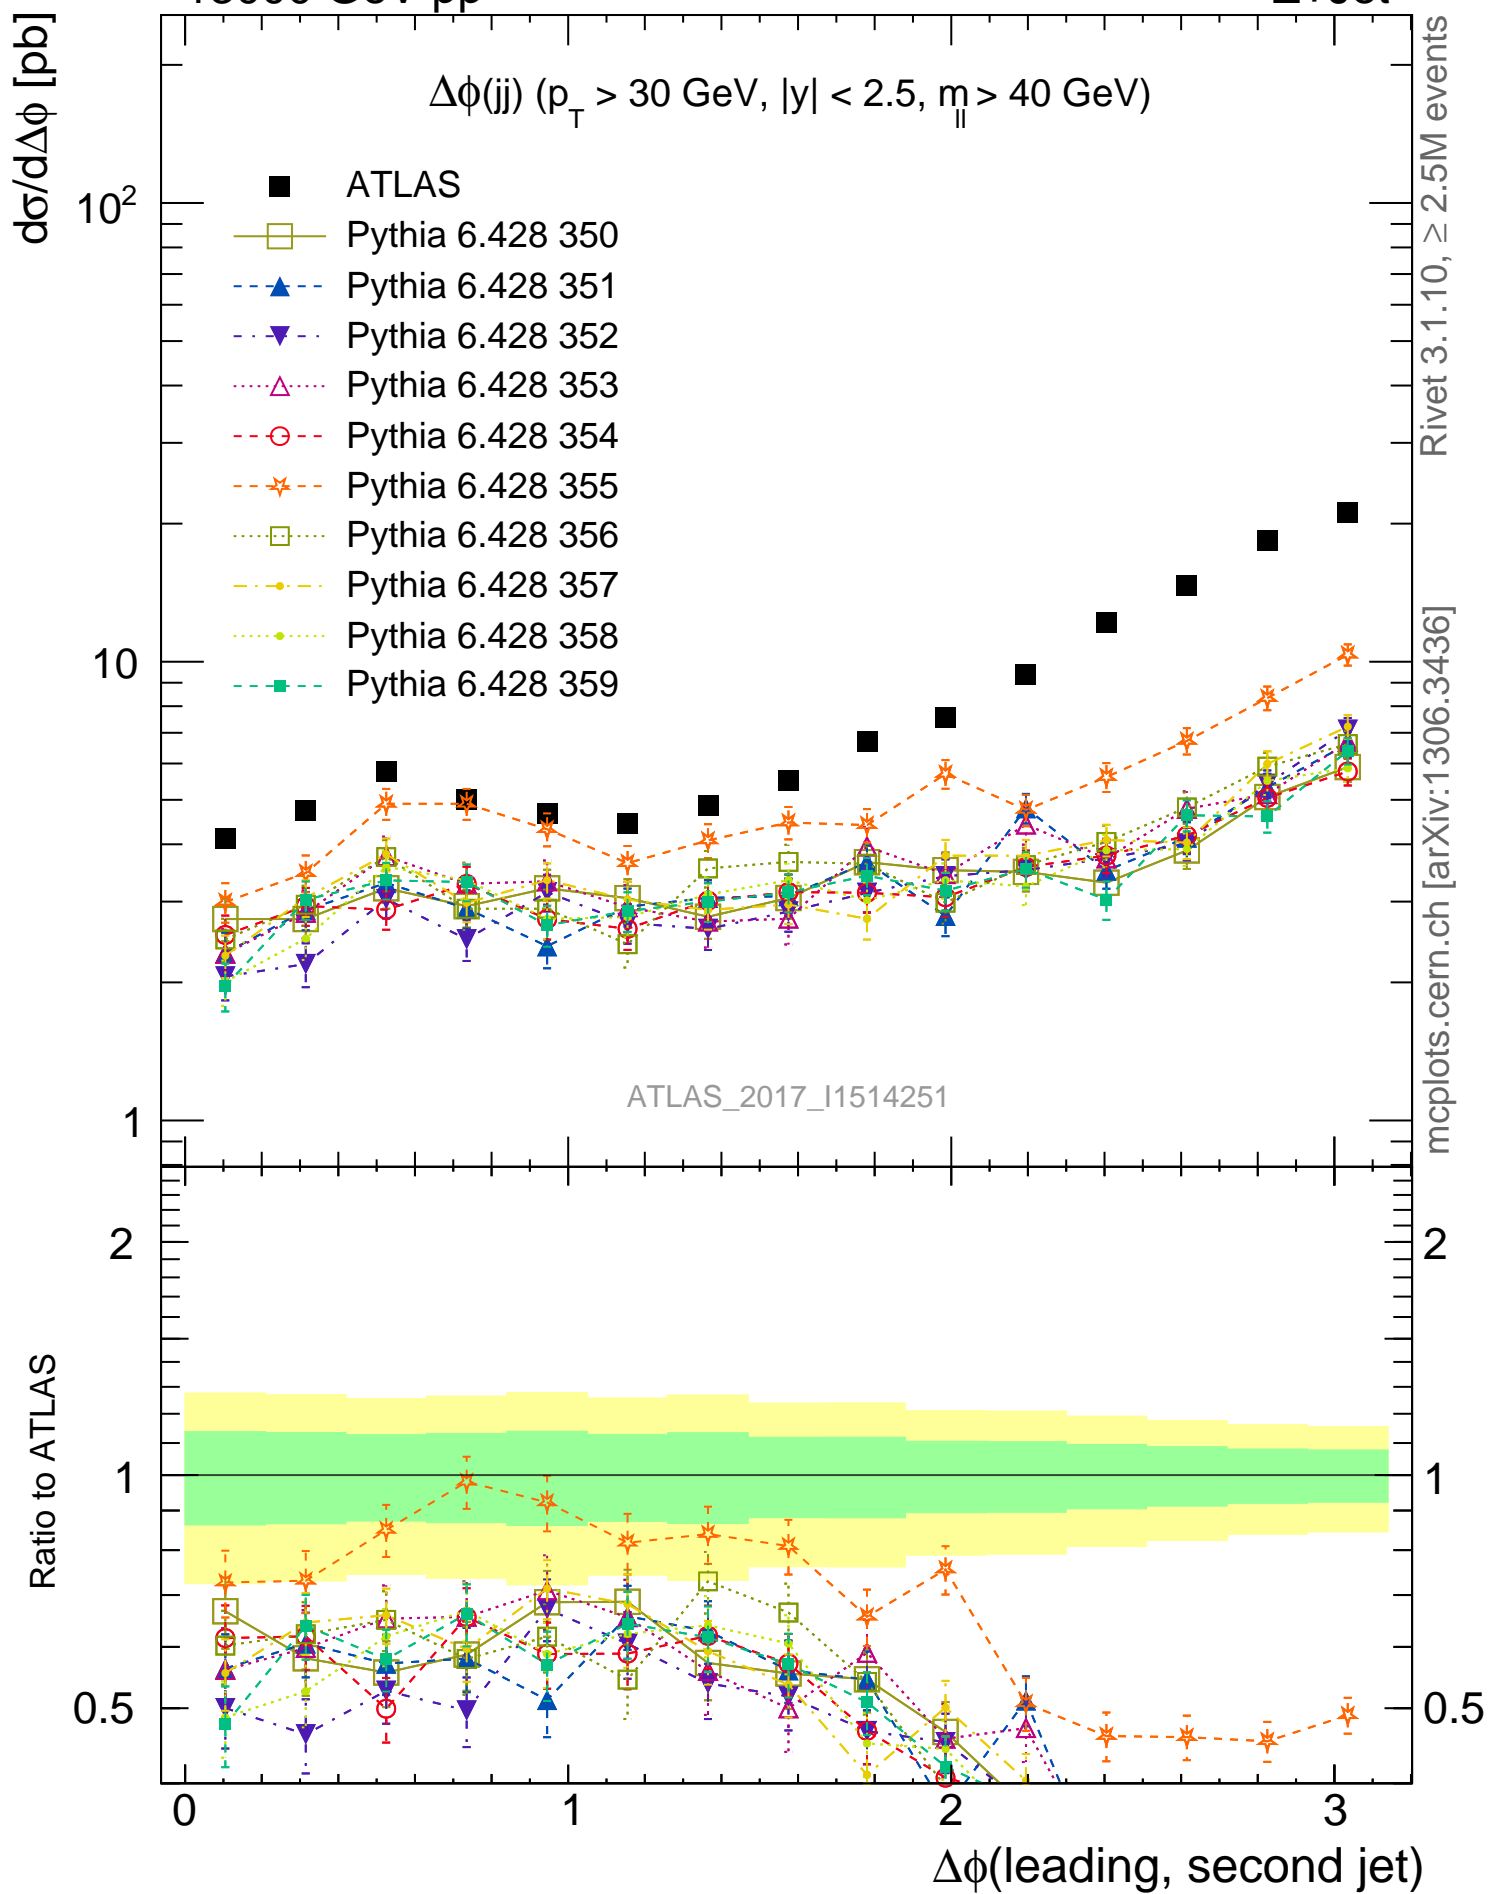 dσ/dΔϕ [pb]
Δϕ(jj) (p_T > 30 GeV, |y| < 2.5, m_ll > 40 GeV)
ATLAS
Pythia 6.428 350
Pythia 6.428 351
Pythia 6.428 352
Pythia 6.428 353
Pythia 6.428 354
Pythia 6.428 355
Pythia 6.428 356
Pythia 6.428 357
Pythia 6.428 358
Pythia 6.428 359
10²
10
1
ATLAS_2017_I1514251
Rivet 3.1.10, ≥ 2.5M events
mcplots.cern.ch [arXiv:1306.3436]
Ratio to ATLAS
2
1
0.5
2
1
0.5
0 1 2 3
Δϕ(leading, second jet)